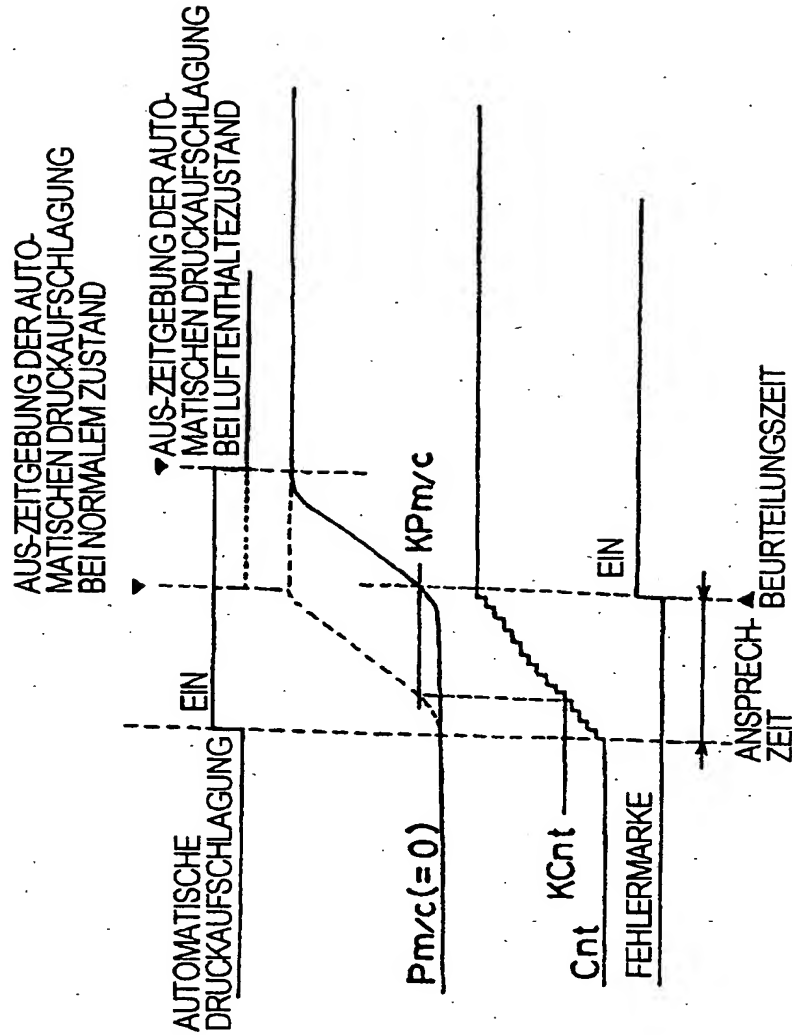 AUS-ZEITGEBUNG DER AUTO-
MATISCHEN DRUCKAUFSCHLAGUNG
BEI NORMALEM ZUSTAND
AUS-ZEITGEBUNG DER AUTO-
MATISCHEN DRUCKAUFSCHLAGUNG
BEI LUFTENTHALTEZUSTAND
AUTOMATISCHE
DRUCKAUFSCHLAGUNG
EIN
Pm/c(=0)
KPm/c
KCnt
Cnt
FEHLERMARKE
EIN
ANSPRECH-
ZEIT
BEURTEILUNGSZEIT